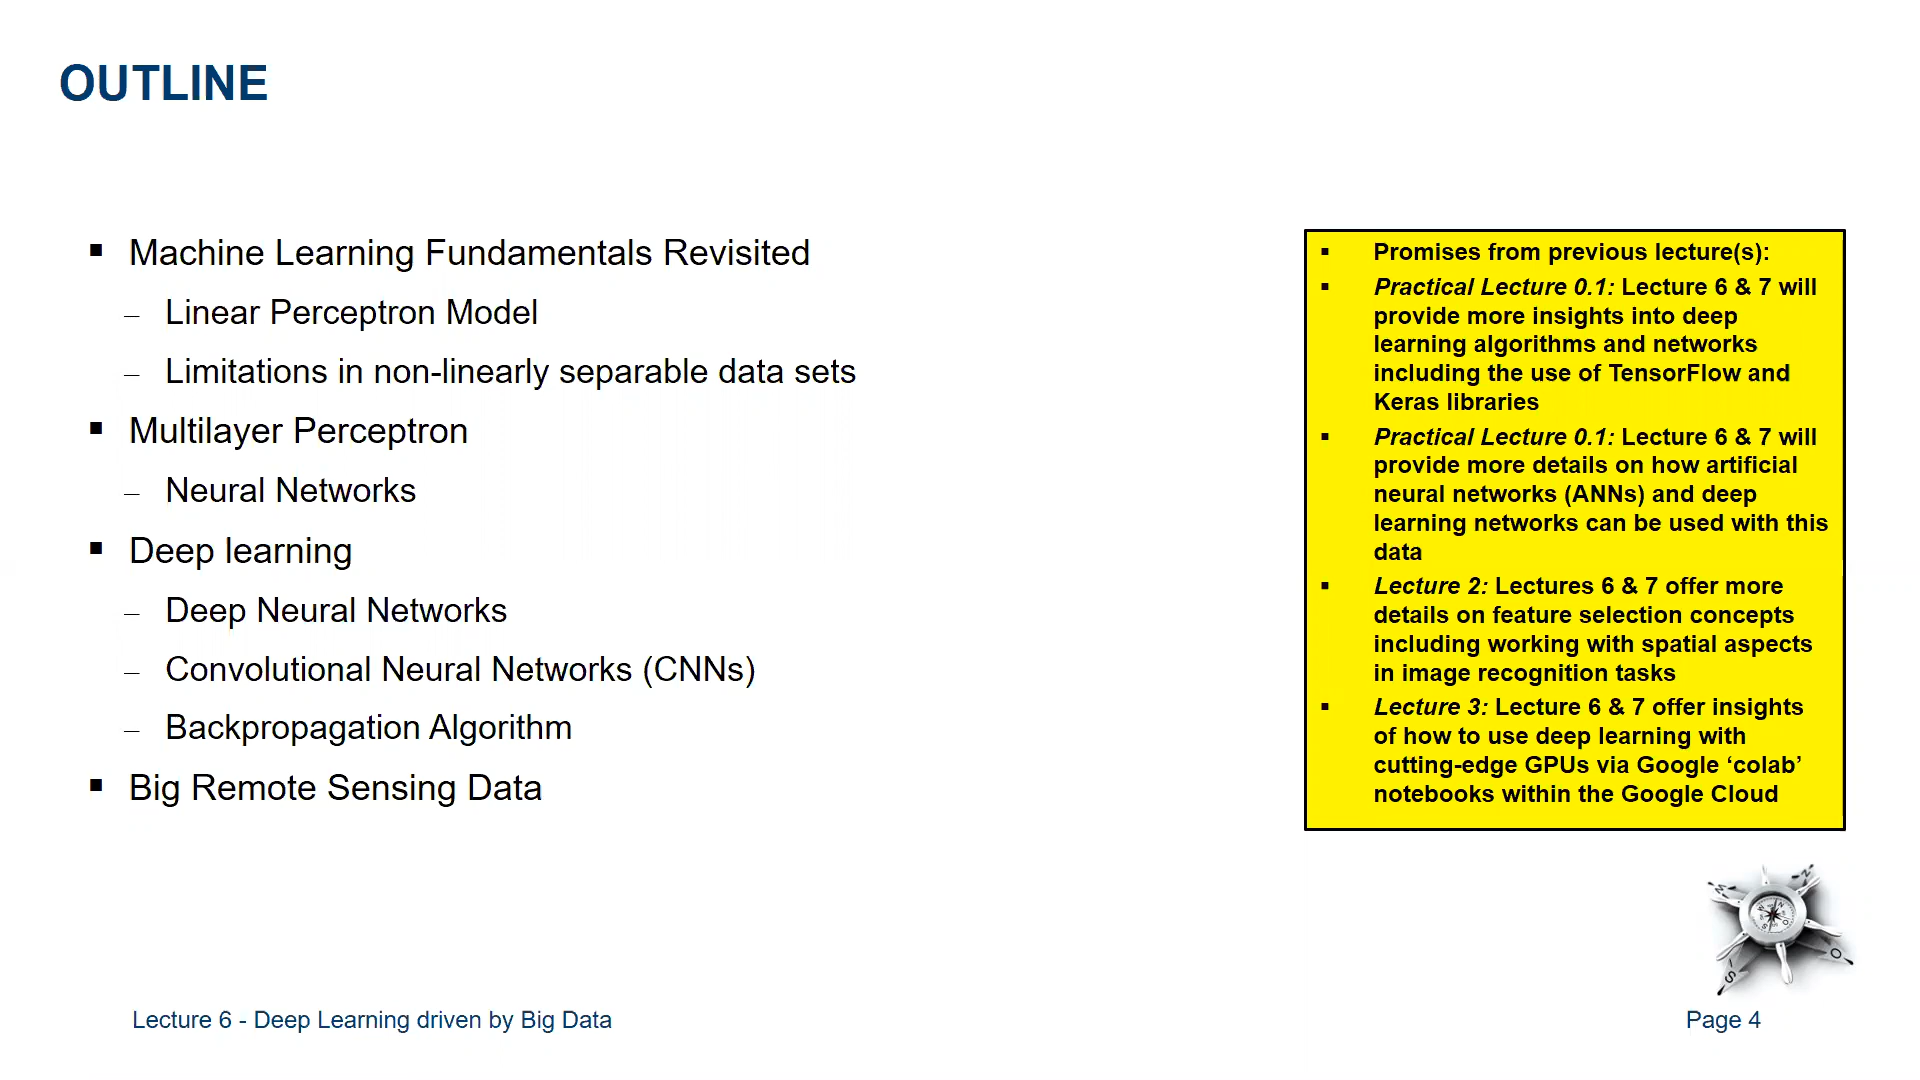 OUTLINE
▪ Machine Learning Fundamentals Revisited
– Linear Perceptron Model
– Limitations in non-linearly separable data sets
▪ Multilayer Perceptron
– Neural Networks
▪ Deep learning
– Deep Neural Networks
– Convolutional Neural Networks (CNNs)
– Backpropagation Algorithm
▪ Big Remote Sensing Data
▪ Promises from previous lecture(s):
▪ Practical Lecture 0.1: Lecture 6 & 7 will
provide more insights into deep
learning algorithms and networks
including the use of TensorFlow and
Keras libraries
▪ Practical Lecture 0.1: Lecture 6 & 7 will
provide more details on how artificial
neural networks (ANNs) and deep
learning networks can be used with this
data
▪ Lecture 2: Lectures 6 & 7 offer more
details on feature selection concepts
including working with spatial aspects
in image recognition tasks
▪ Lecture 3: Lecture 6 & 7 offer insights
of how to use deep learning with
cutting-edge GPUs via Google ‘colab’
notebooks within the Google Cloud
Lecture 6 - Deep Learning driven by Big Data
Page 4